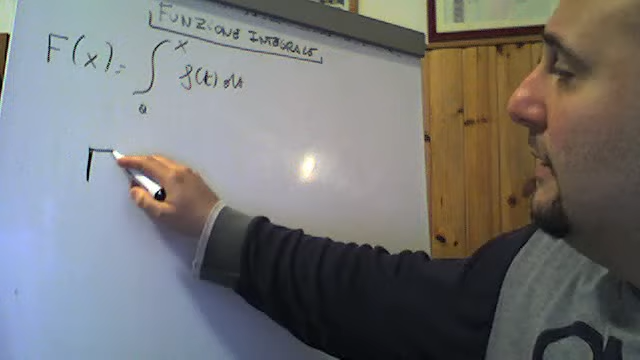 FUNZIONE INTEGRALE
F(x) = ∫ₐˣ f(t) dt